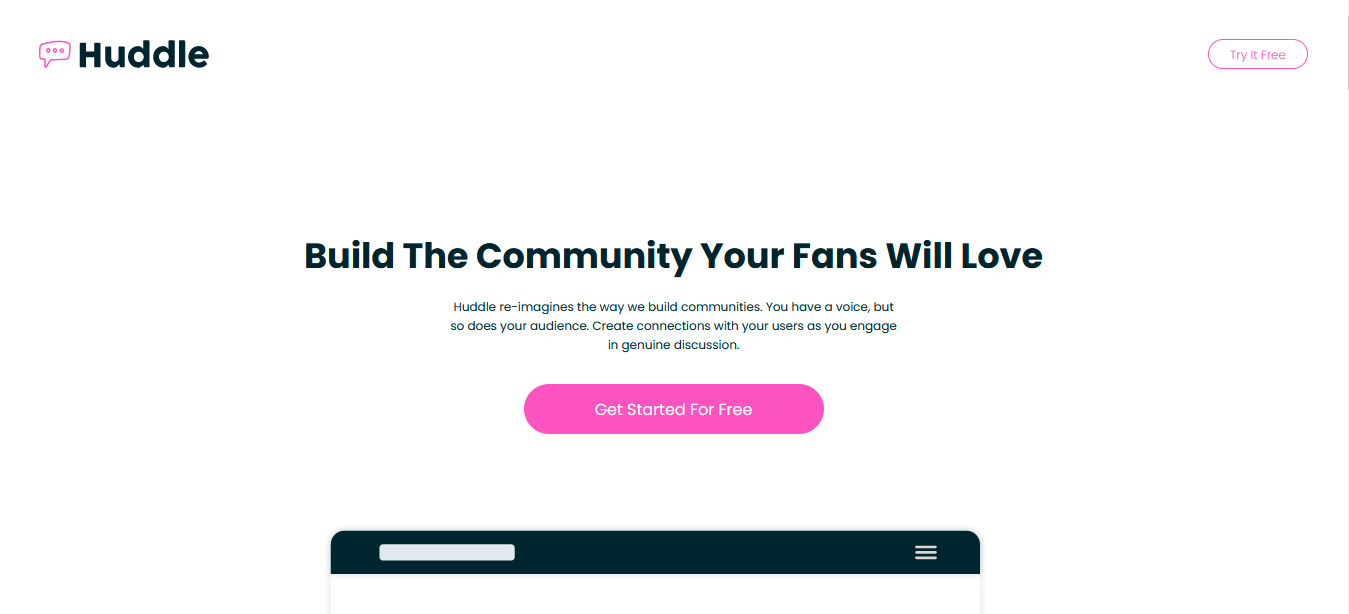 Huddle
Try It Free
Build The Community Your Fans Will Love
Huddle re-imagines the way we build communities. You have a voice, but
so does your audience. Create connections with your users as you engage
in genuine discussion.
Get Started For Free